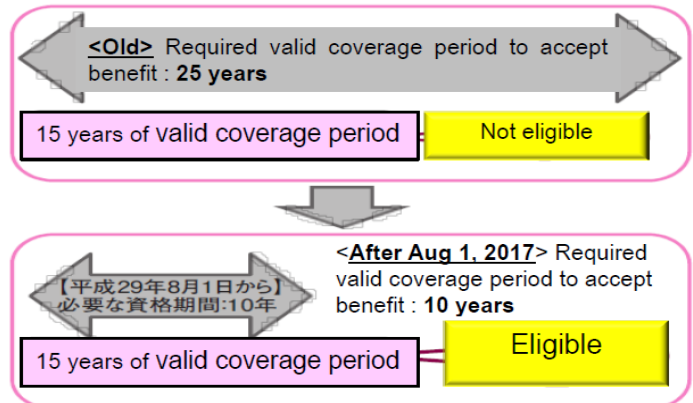 <Old> Required valid coverage period to accept
benefit : 25 years
15 years of valid coverage period
Not eligible
<After Aug 1, 2017> Required
valid coverage period to accept
benefit : 10 years
【平成29年8月1日から】
必要な資格期間:10年
15 years of valid coverage period
Eligible